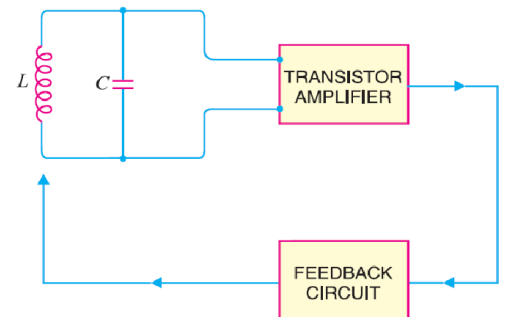 L
C
TRANSISTOR
AMPLIFIER
FEEDBACK
CIRCUIT